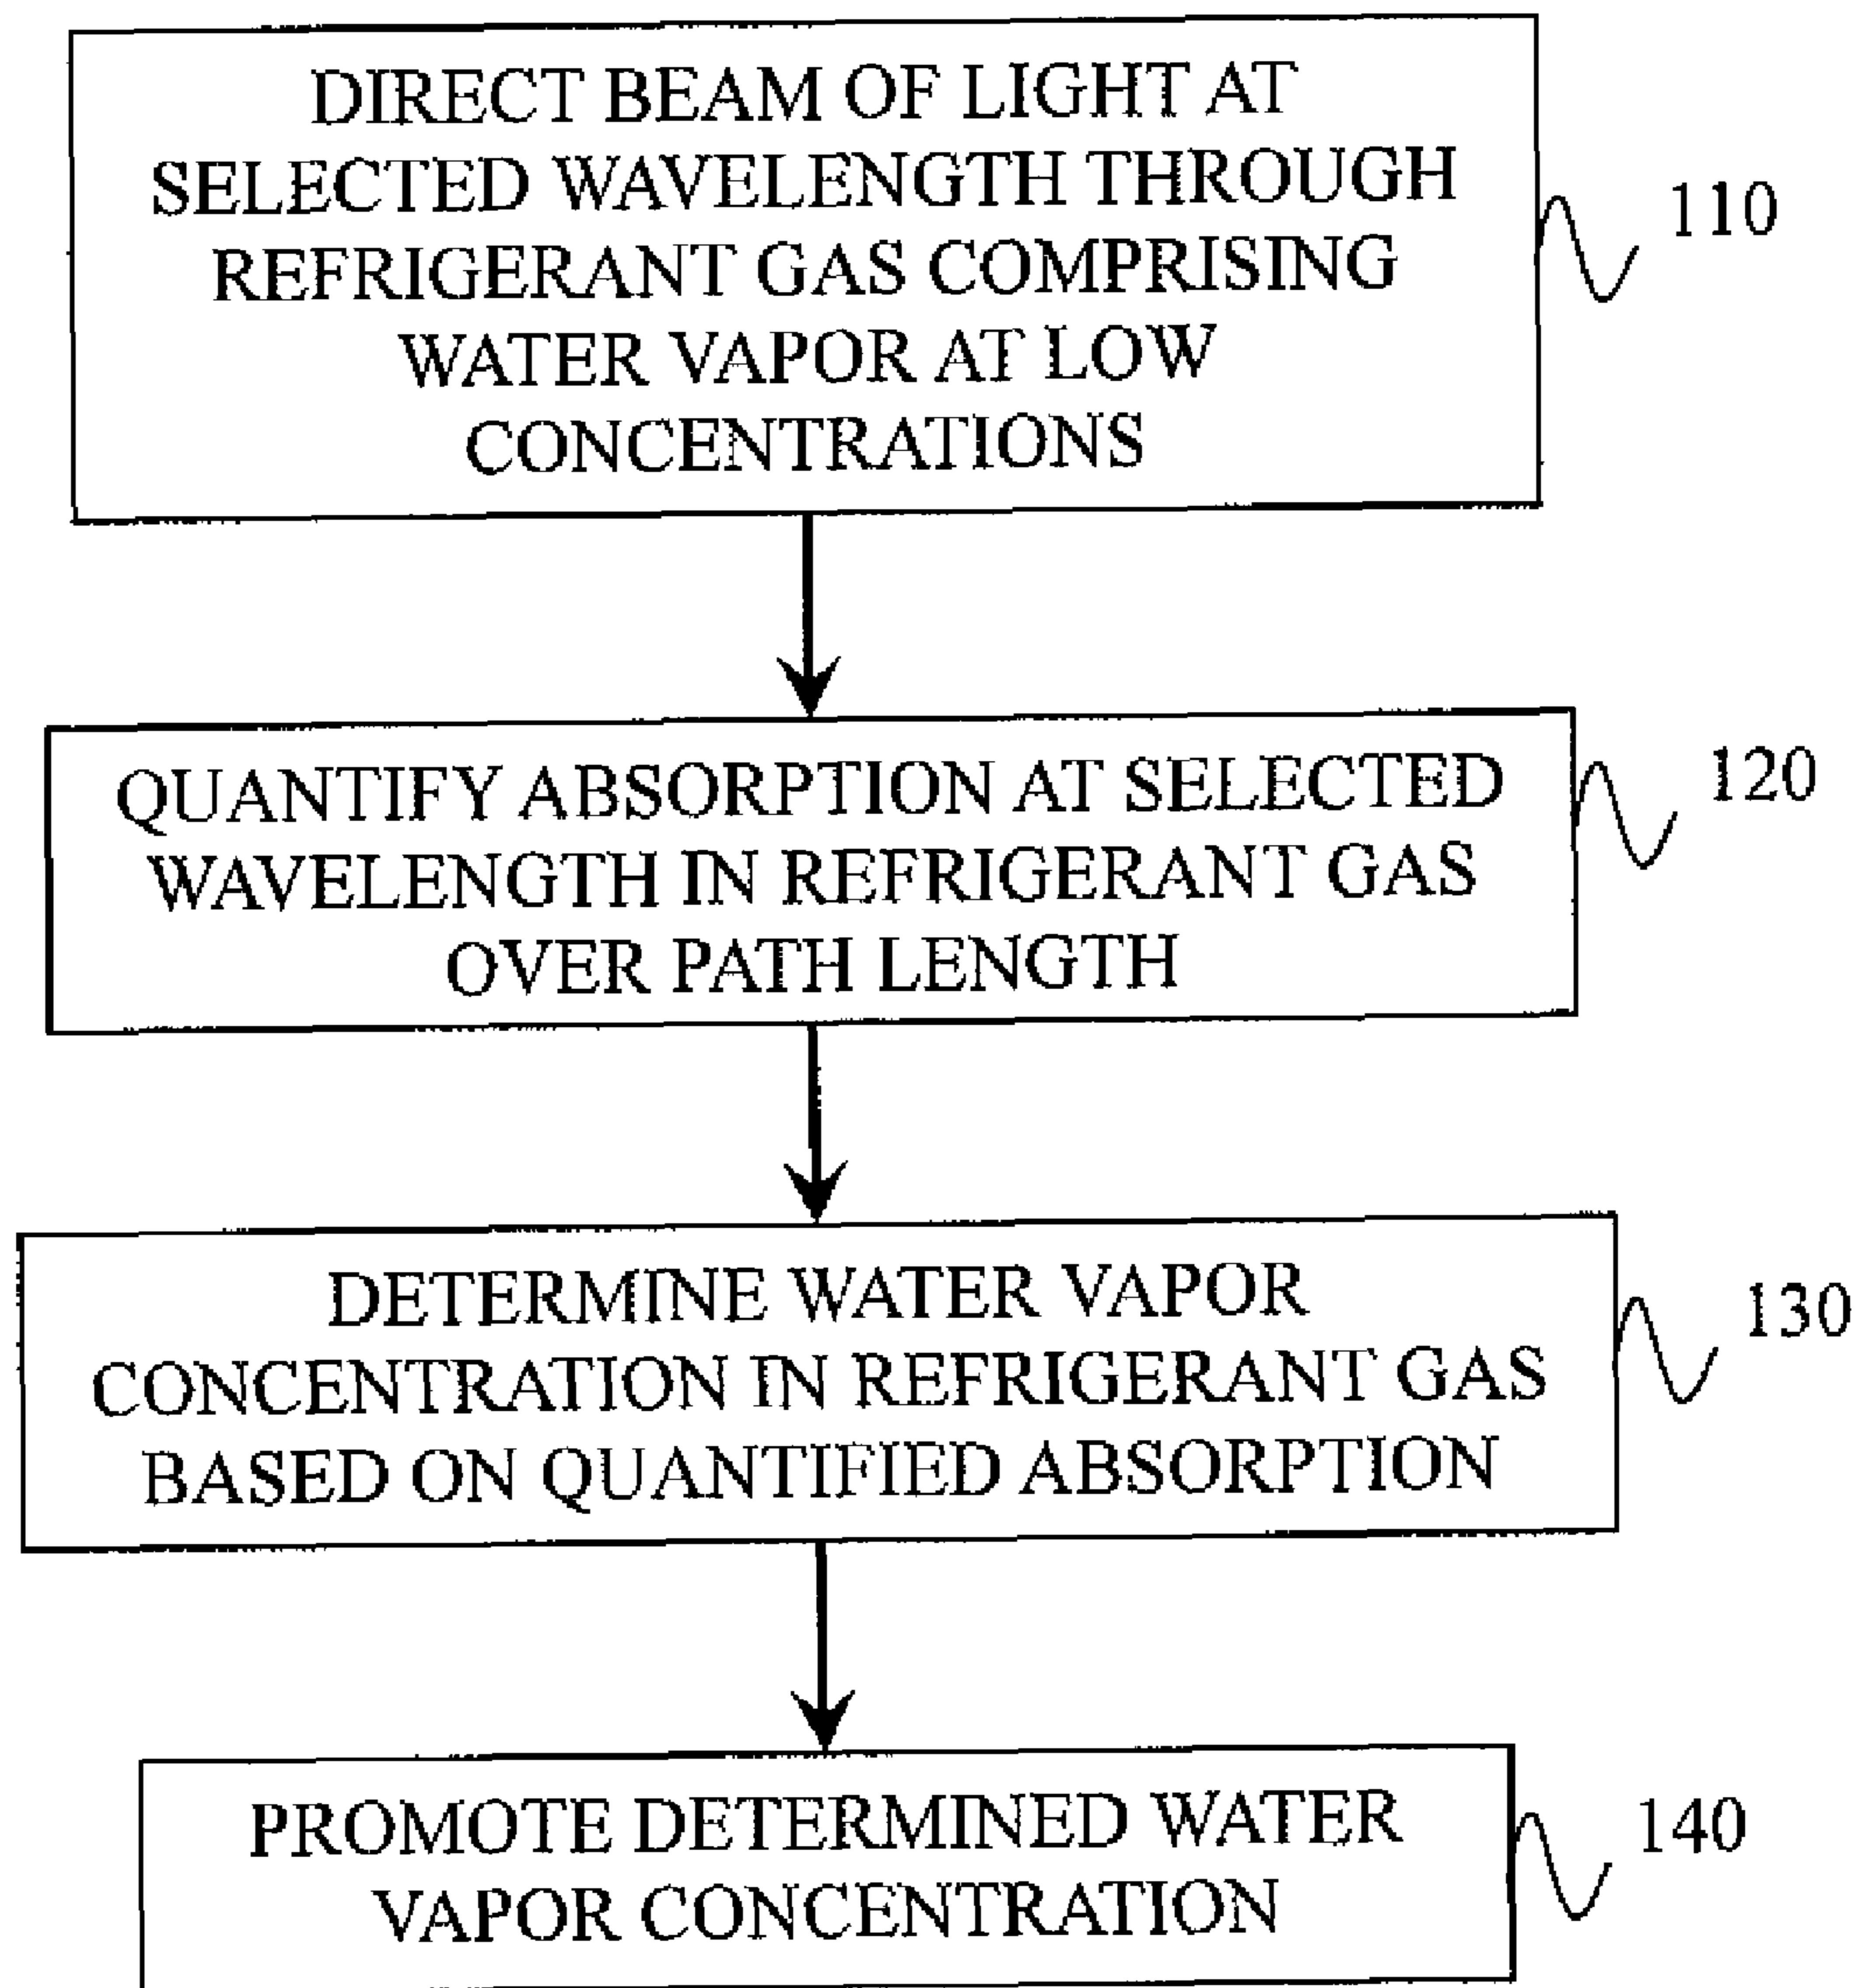 DIRECT BEAM OF LIGHT AT
SELECTED WAVELENGTH THROUGH
REFRIGERANT GAS COMPRISING
WATER VAPOR AT LOW
CONCENTRATIONS
110
QUANTIFY ABSORPTION AT SELECTED
WAVELENGTH IN REFRIGERANT GAS
OVER PATH LENGTH
120
DETERMINE WATER VAPOR
CONCENTRATION IN REFRIGERANT GAS
BASED ON QUANTIFIED ABSORPTION
130
PROMOTE DETERMINED WATER
VAPOR CONCENTRATION
140